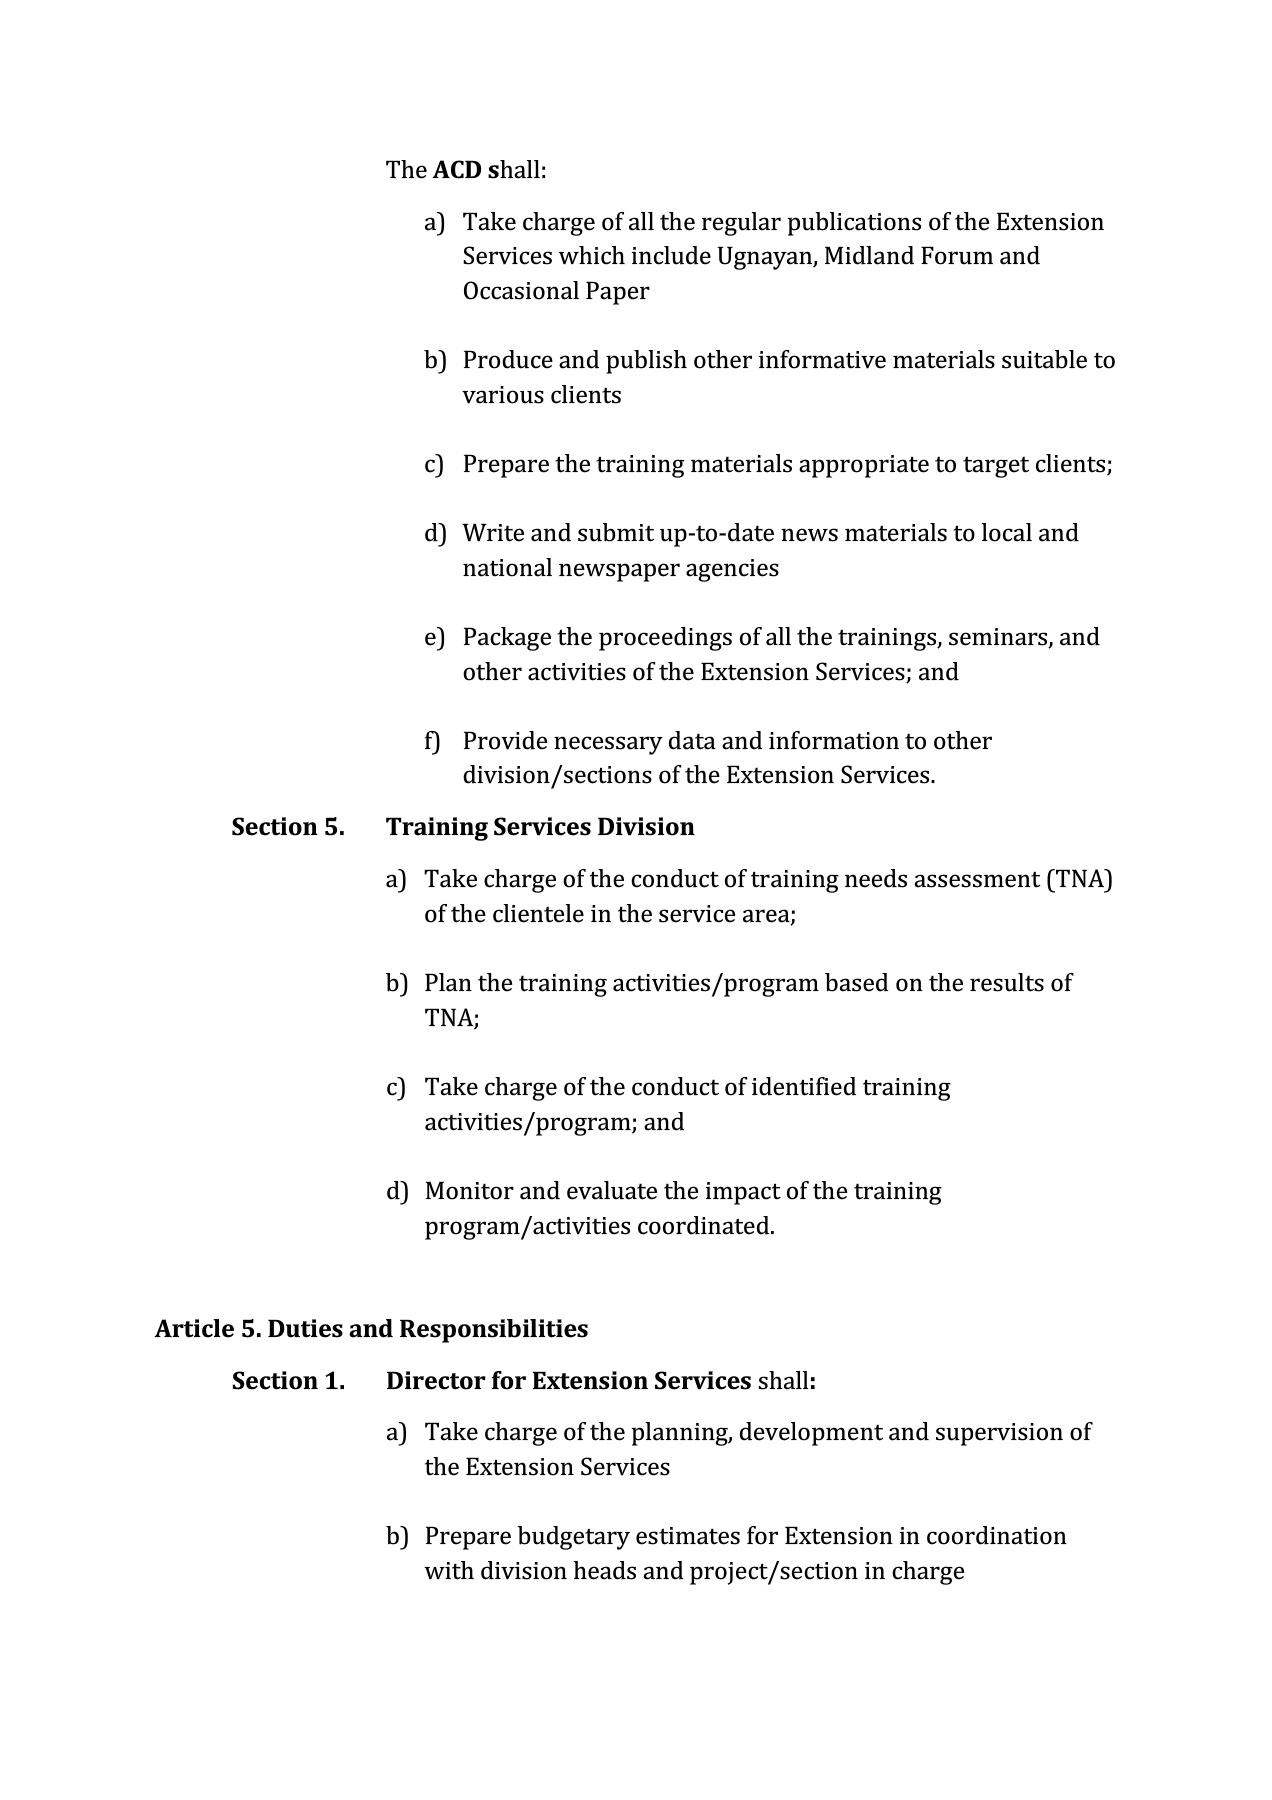 The ACD shall:
a) Take charge of all the regular publications of the Extension
Services which include Ugnayan, Midland Forum and
Occasional Paper
b) Produce and publish other informative materials suitable to
various clients
c) Prepare the training materials appropriate to target clients;
d) Write and submit up-to-date news materials to local and
national newspaper agencies
e) Package the proceedings of all the trainings, seminars, and
other activities of the Extension Services; and
f) Provide necessary data and information to other
division/sections of the Extension Services.
Section 5. Training Services Division
a) Take charge of the conduct of training needs assessment (TNA)
of the clientele in the service area;
b) Plan the training activities/program based on the results of
TNA;
c) Take charge of the conduct of identified training
activities/program; and
d) Monitor and evaluate the impact of the training
program/activities coordinated.
Article 5. Duties and Responsibilities
Section 1. Director for Extension Services shall:
a) Take charge of the planning, development and supervision of
the Extension Services
b) Prepare budgetary estimates for Extension in coordination
with division heads and project/section in charge